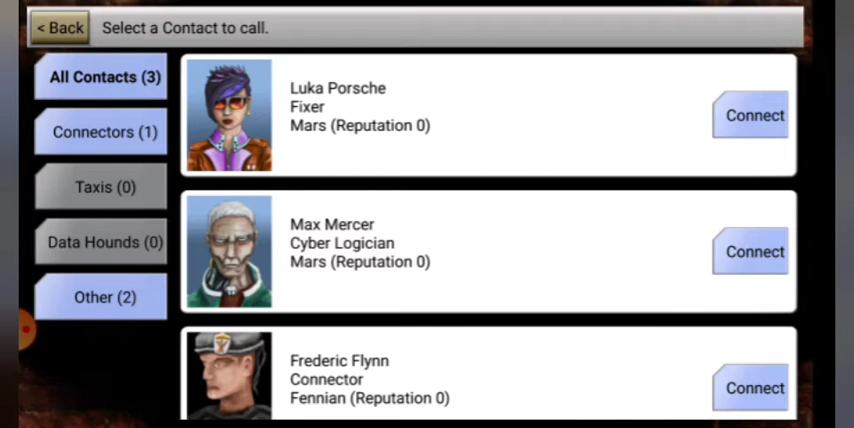 < Back
Select a Contact to call.
All Contacts (3)
Connectors (1)
Taxis (0)
Data Hounds (0)
Other (2)
Luka Porsche
Fixer
Mars (Reputation 0)
Connect
Max Mercer
Cyber Logician
Mars (Reputation 0)
Connect
Frederic Flynn
Connector
Fennian (Reputation 0)
Connect